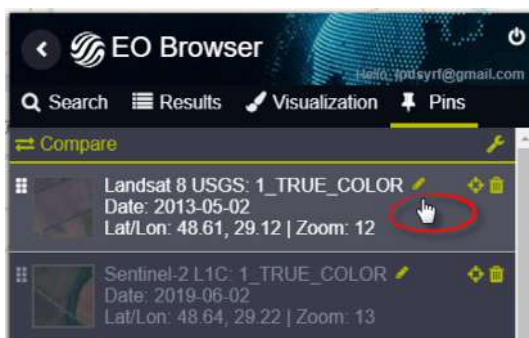 EO Browser
Hello, lpdsyrf@gmail.com
Search Results Visualization Pins
Compare
Landsat 8 USGS: 1_TRUE_COLOR
Date: 2013-05-02
Lat/Lon: 48.61, 29.12 | Zoom: 12
Sentinel-2 L1C: 1_TRUE_COLOR
Date: 2019-06-02
Lat/Lon: 48.64, 29.22 | Zoom: 13